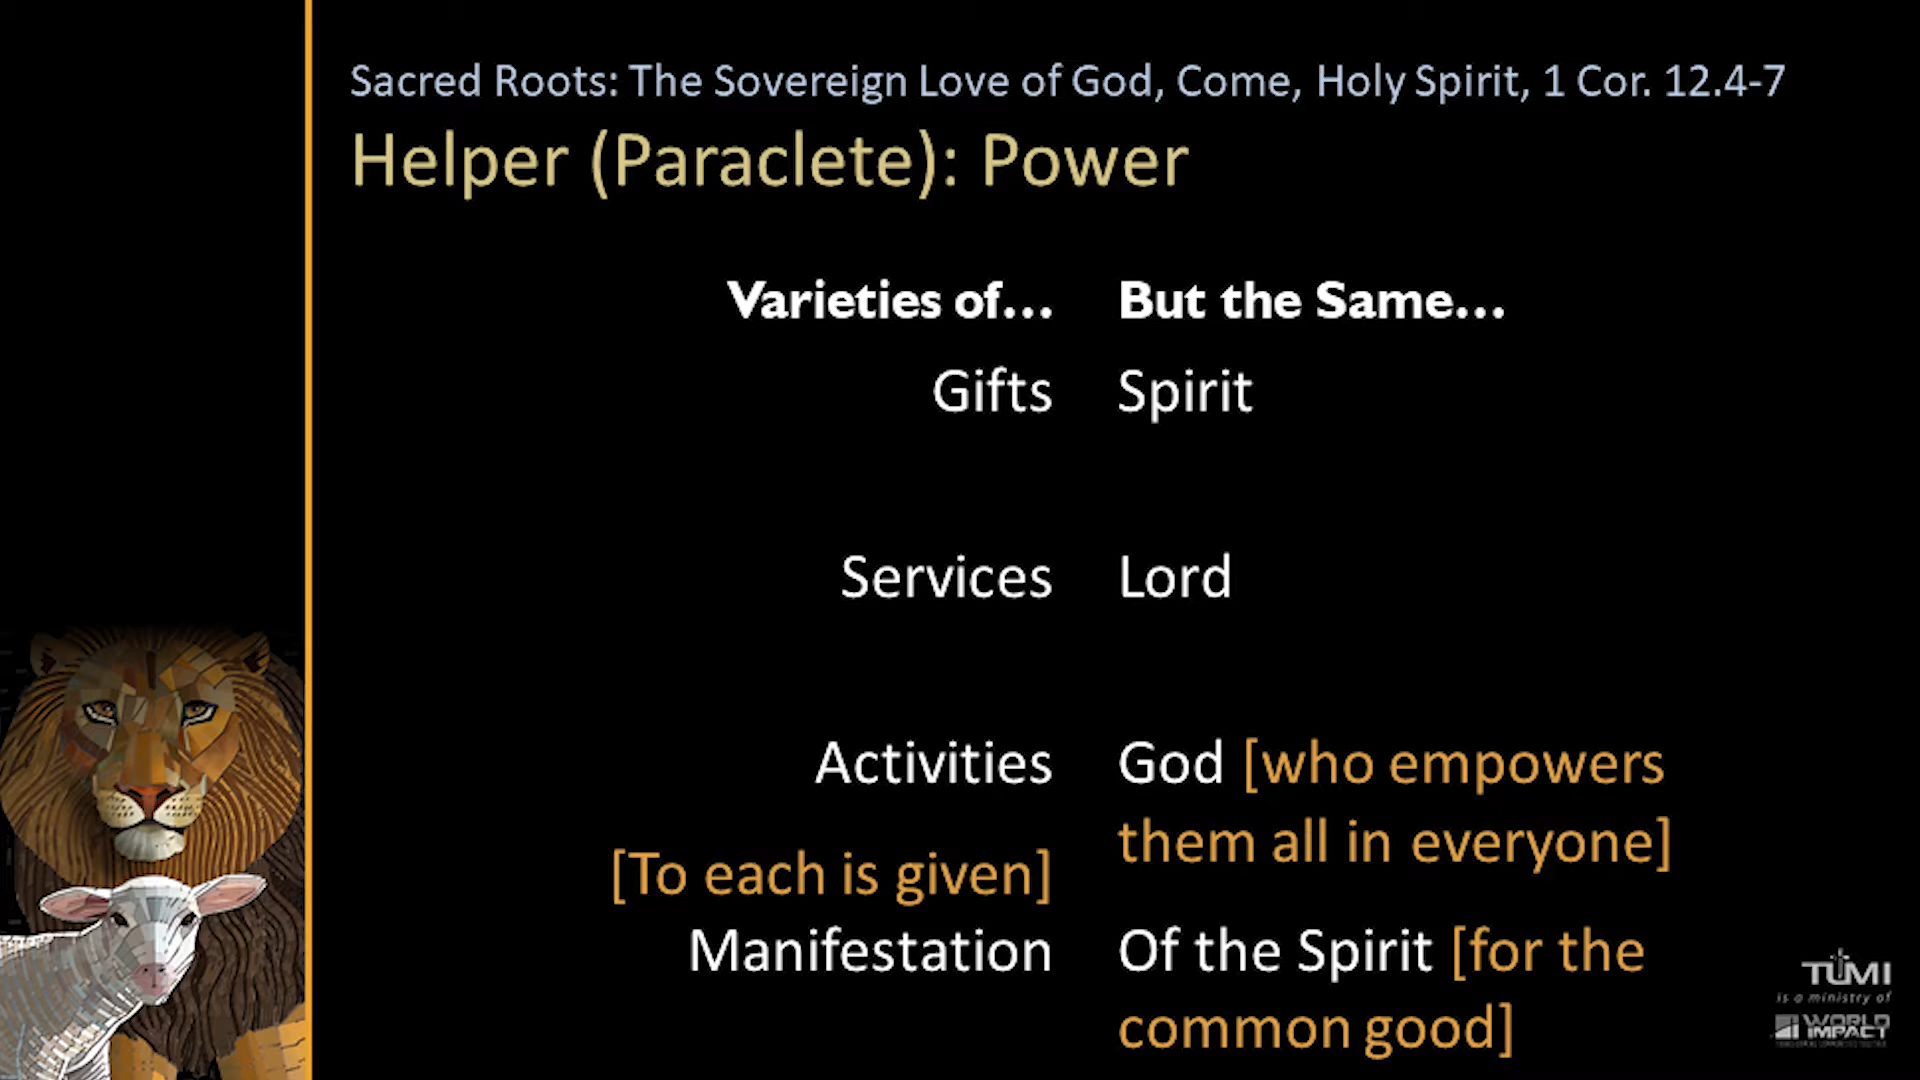 Sacred Roots: The Sovereign Love of God, Come, Holy Spirit, 1 Cor. 12.4-7
Helper (Paraclete): Power
Varieties of... But the Same...
Gifts Spirit
Services Lord
Activities God [who empowers
them all in everyone]
[To each is given]
Manifestation Of the Spirit [for the
common good]
TUMI
is a ministry of
WORLD
IMPACT